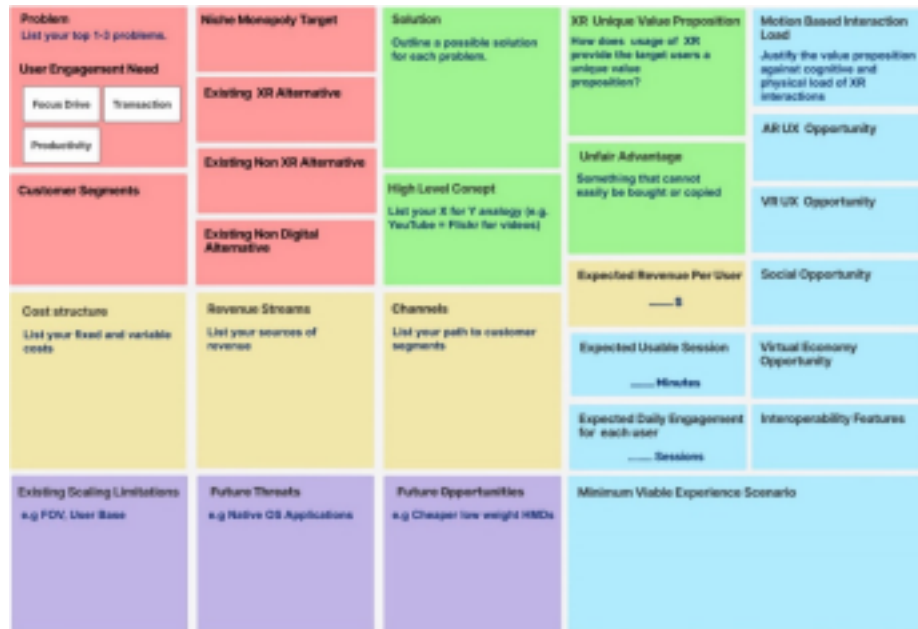 Problem
List your top 1-3 problems.
User Engagement Need
Focus Drive
Transaction
Productivity
Customer Segments
Niche Monopoly Target
Existing XR Alternative
Existing Non XR Alternative
Existing Non Digital
Alternative
Solution
Outline a possible solution
for each problem.
High Level Concept
List your X for Y analogy (e.g.
YouTube = Flickr for videos)
XR Unique Value Proposition
How does usage of XR
provide the target users a
unique value
proposition?
Unfair Advantage
Something that cannot
easily be bought or copied
Motion Based Interaction
Load
Justify the value proposition
against cognitive and
physical load of XR
interactions
AR UX Opportunity
VR UX Opportunity
Social Opportunity
Virtual Economy
Opportunity
Interoperability Features
Cost structure
List your fixed and variable
costs
Revenue Streams
List your sources of
revenue
Channels
List your path to customer
segments
Expected Revenue Per User
____ $
Expected Usable Session
____ Minutes
Expected Daily Engagement
for each user
____ Sessions
Existing Scaling Limitations
e.g FOV, User Base
Future Threats
e.g Native OS Applications
Future Opportunities
e.g Cheaper low weight HMDs
Minimum Viable Experience Scenario